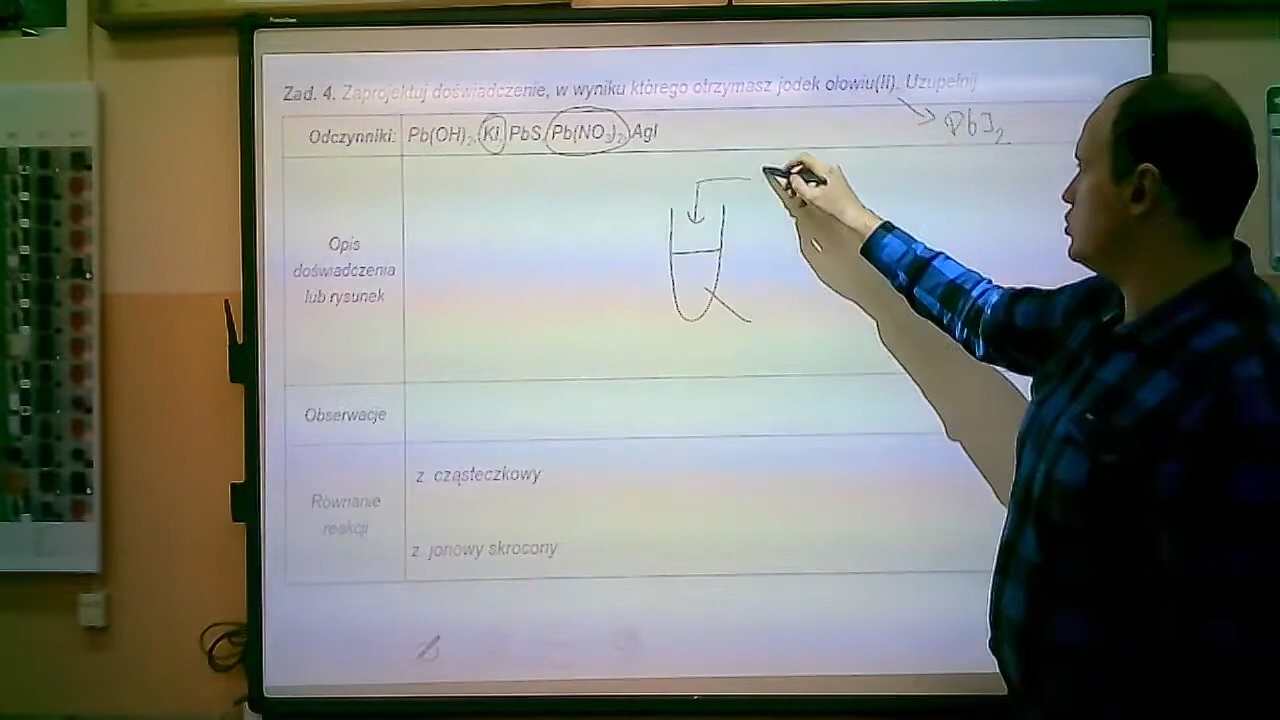 Zad. 4. Zaprojektuj doświadczenie, w wyniku którego otrzymasz jodek ołowiu(II). Uzupełnij
PbJ₂
Odczynniki: Pb(OH)₂, KI, PbS, Pb(NO₃)₂, AgI
Opis
doświadczenia
lub rysunek
Obserwacje
z. cząsteczkowy
Równanie
reakcji
z. jonowy skrócony